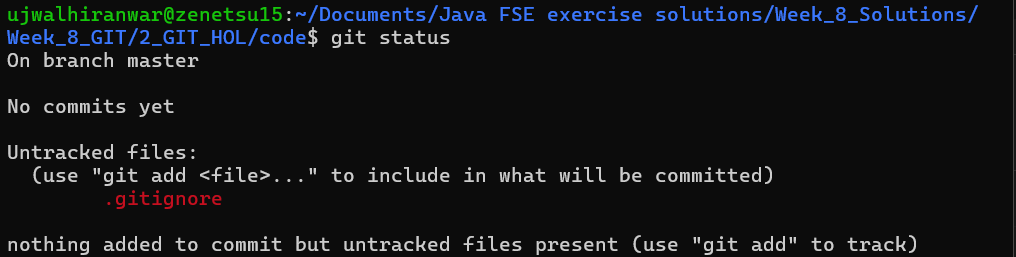 ujwalhiranwar@zenetsu15:~/Documents/Java FSE exercise solutions/Week_8_Solutions/
Week_8_GIT/2_GIT_HOL/code$ git status
On branch master
No commits yet
Untracked files:
  (use "git add <file>..." to include in what will be committed)
        .gitignore
nothing added to commit but untracked files present (use "git add" to track)